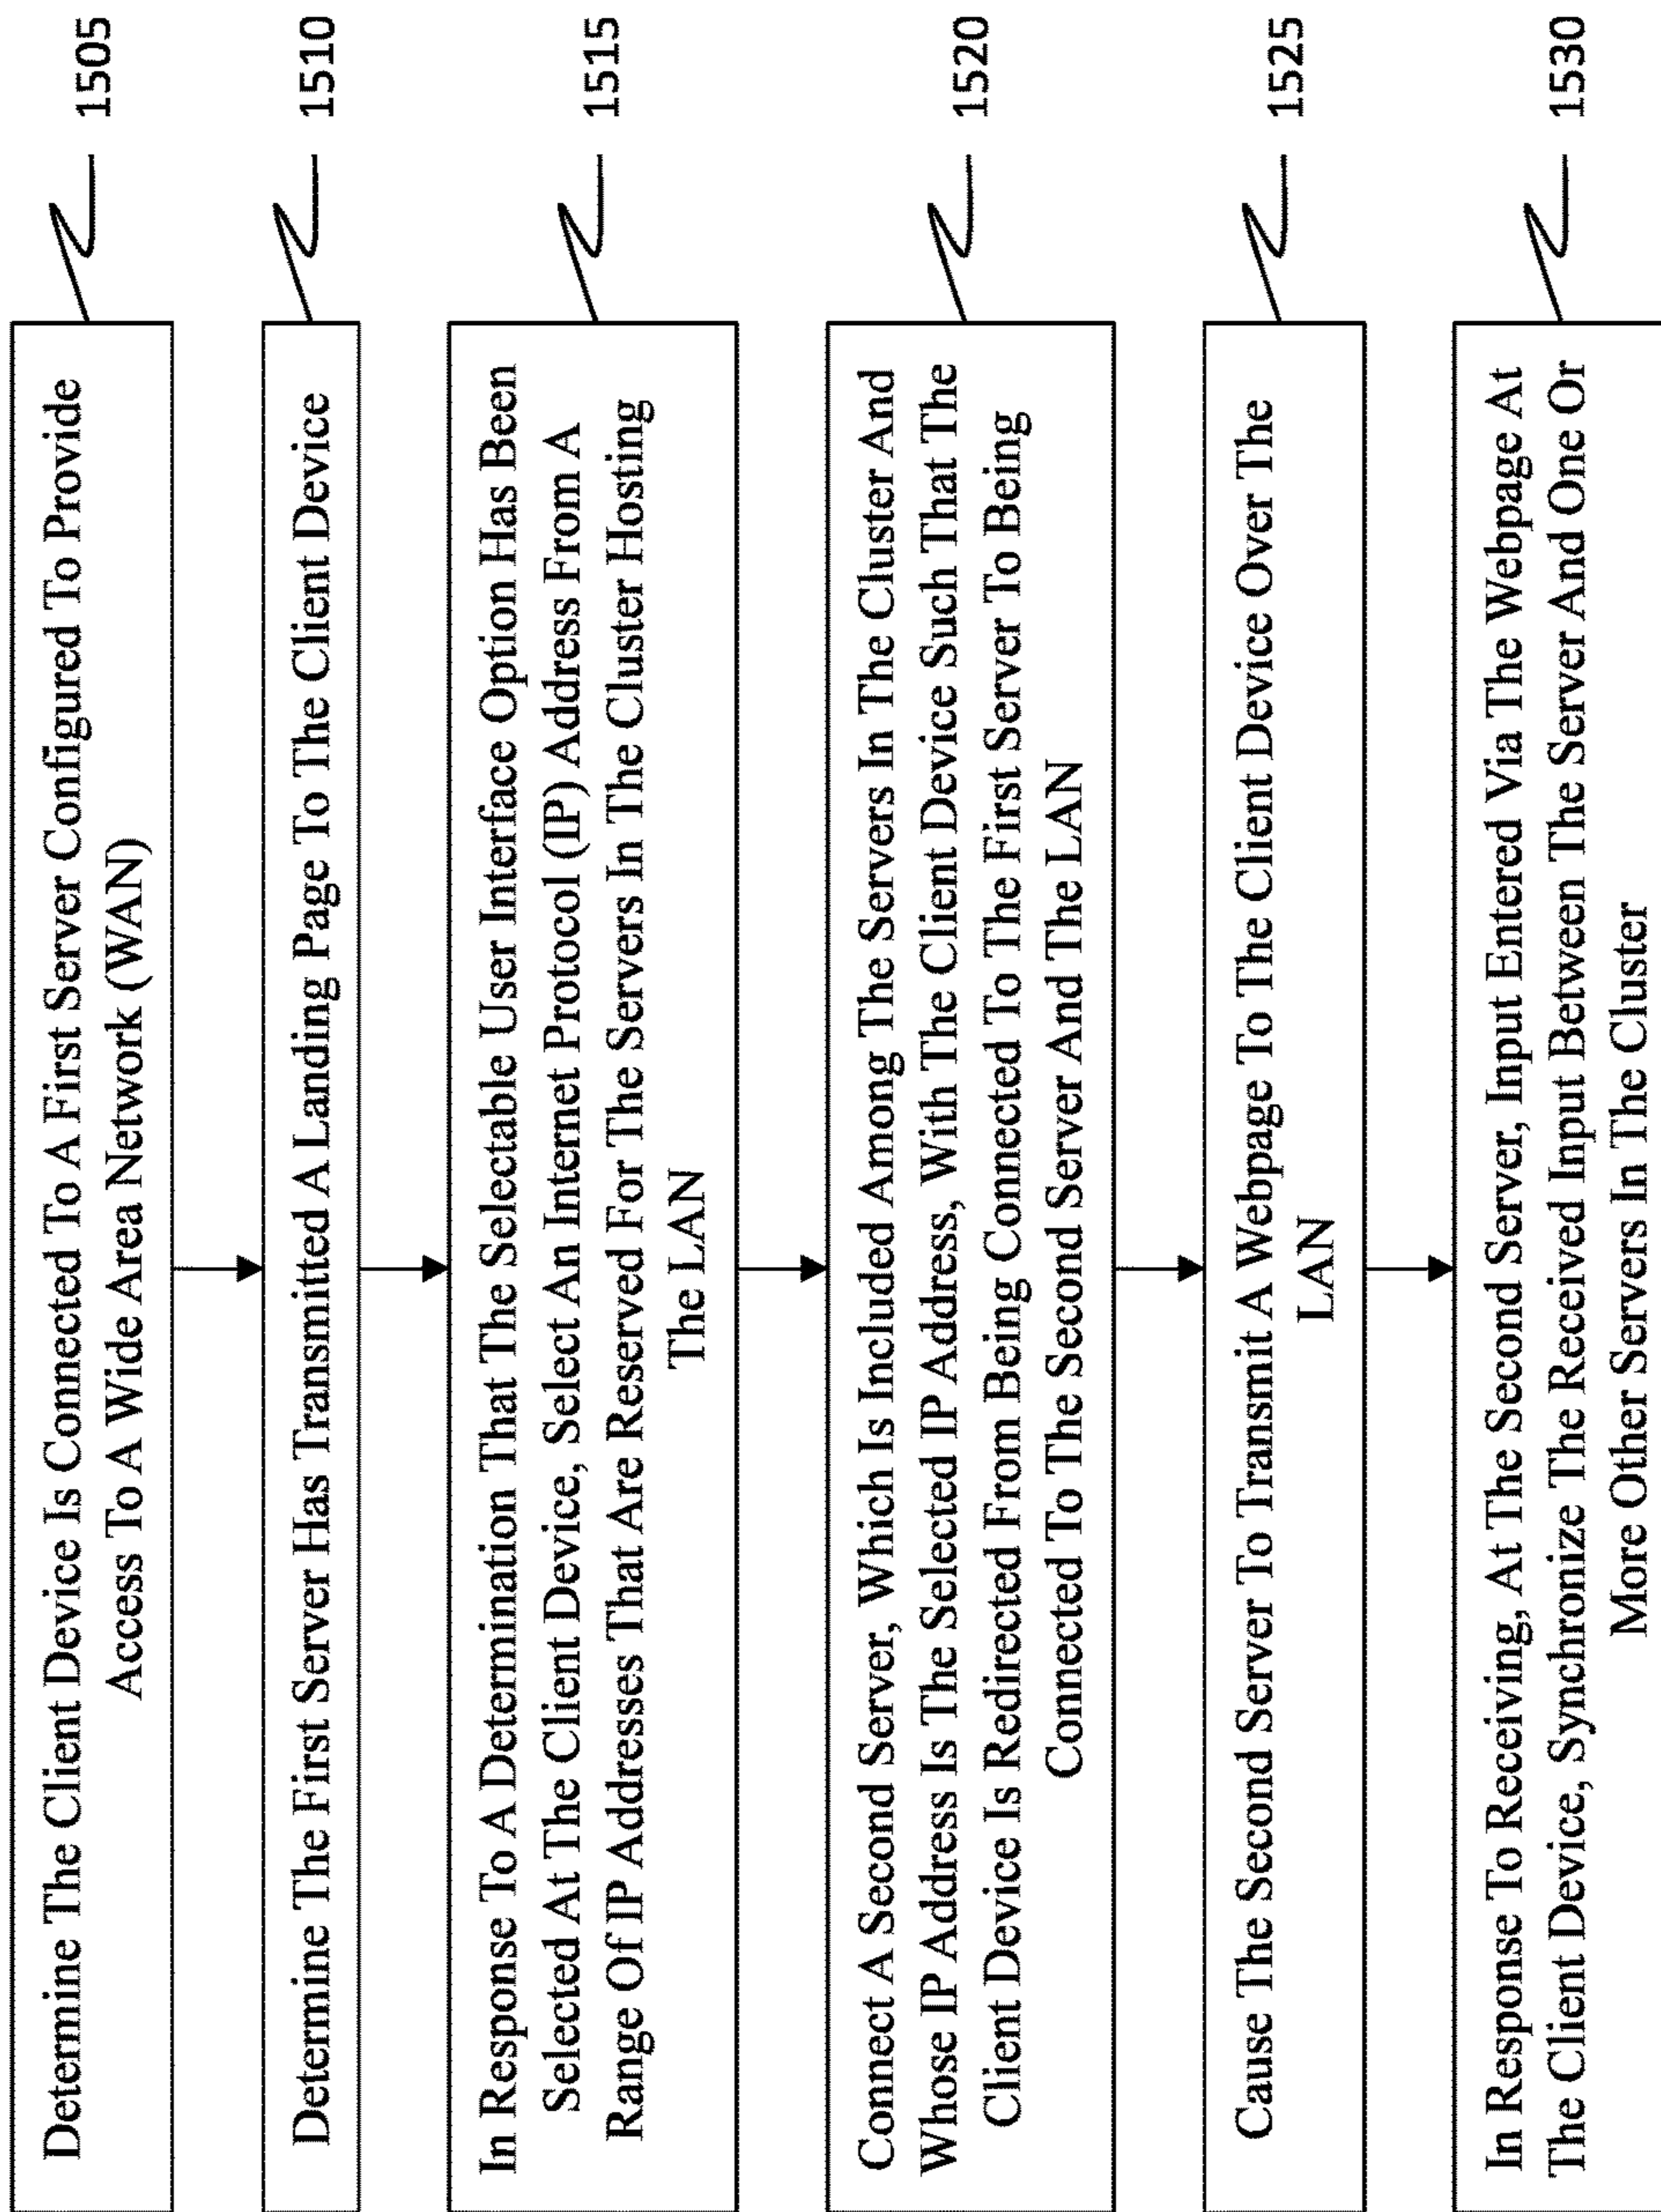 Determine The Client Device Is Connected To A First Server Configured To Provide
Access To A Wide Area Network (WAN)
1505
Determine The First Server Has Transmitted A Landing Page To The Client Device
1510
In Response To A Determination That The Selectable User Interface Option Has Been
Selected At The Client Device, Select An Internet Protocol (IP) Address From A
Range Of IP Addresses That Are Reserved For The Servers In The Cluster Hosting
The LAN
1515
Connect A Second Server, Which Is Included Among The Servers In The Cluster And
Whose IP Address Is The Selected IP Address, With The Client Device Such That The
Client Device Is Redirected From Being Connected To The First Server To Being
Connected To The Second Server And The LAN
1520
Cause The Second Server To Transmit A Webpage To The Client Device Over The
LAN
1525
In Response To Receiving, At The Second Server, Input Entered Via The Webpage At
The Client Device, Synchronize The Received Input Between The Server And One Or
More Other Servers In The Cluster
1530